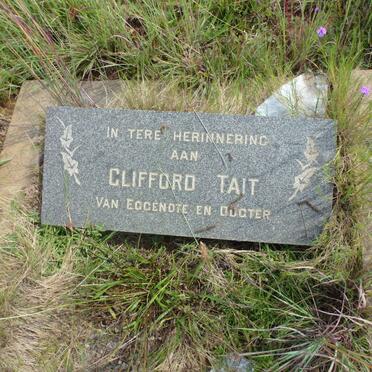 IN TERE HERINNERING
AAN
CLIFFORD TAIT
VAN EGGENOTE EN DOGTER